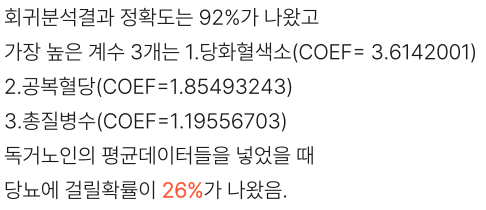 회귀분석결과 정확도는 92%가 나왔고
가장 높은 계수 3개는 1.당화혈색소(COEF= 3.6142001)
2.공복혈당(COEF=1.85493243)
3.총질병수(COEF=1.19556703)
독거노인의 평균데이터들을 넣었을 때
당뇨에 걸릴확률이 26%가 나왔음.